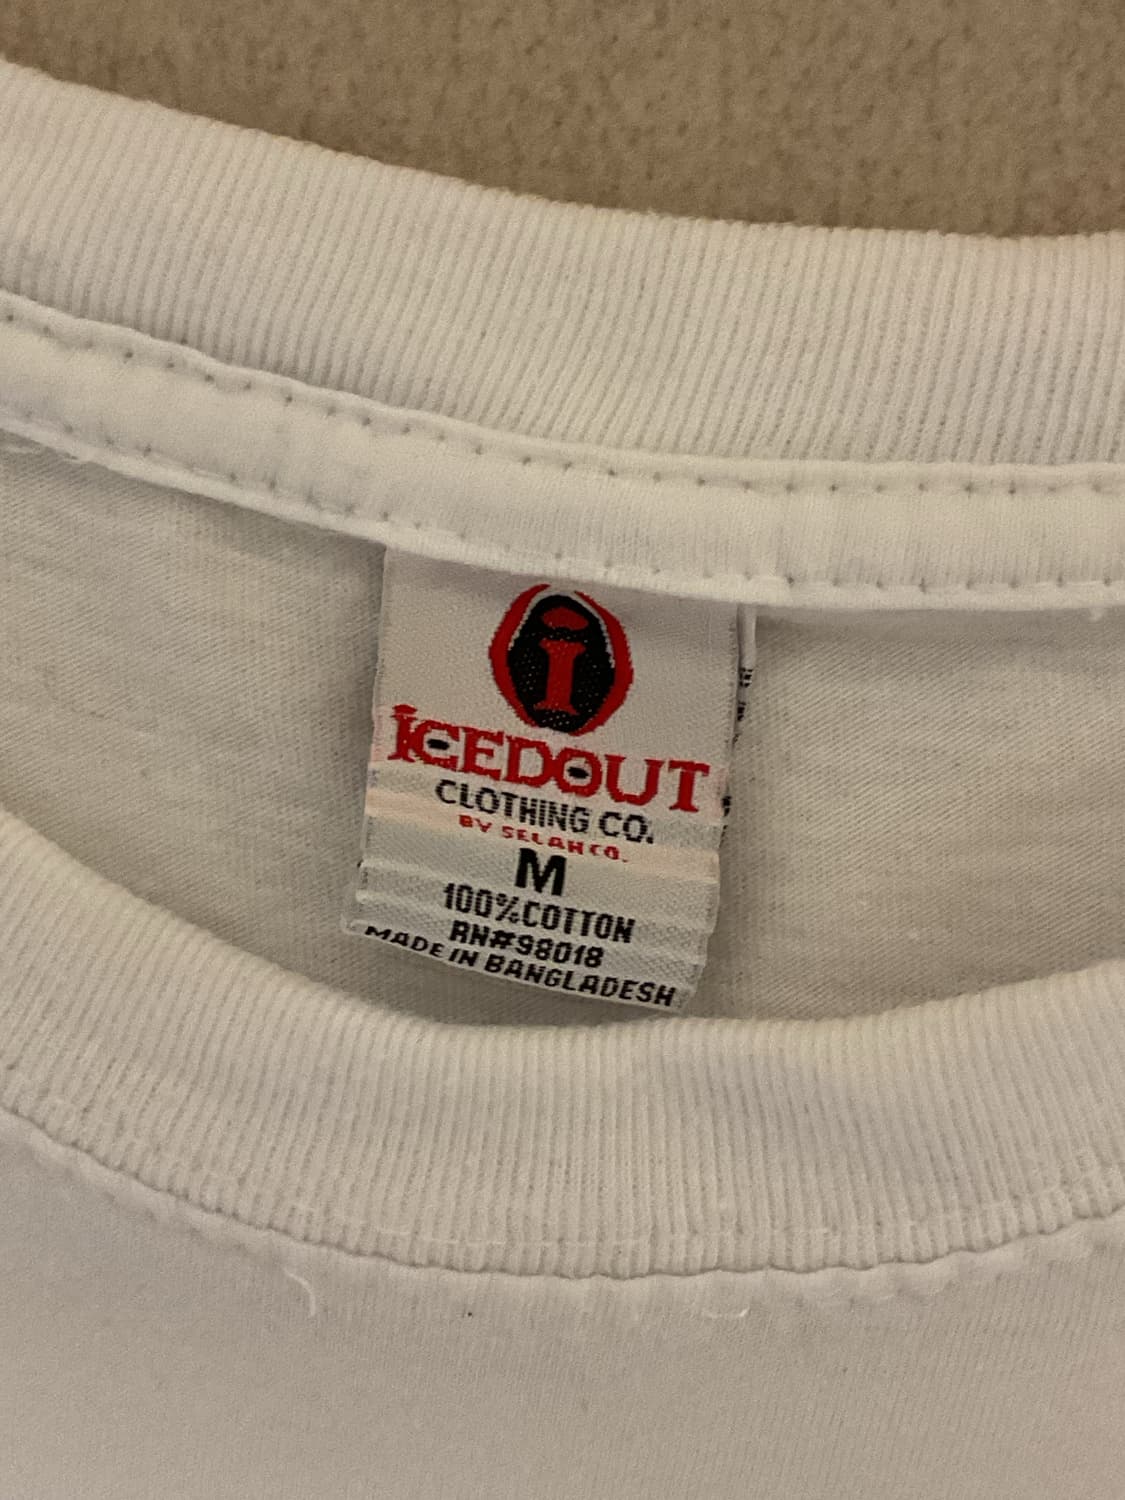 i
iCEDOUT
CLOTHING CO.
BY SELAH CO.
M
100%COTTON
RN#98018
MADE IN BANGLADESH